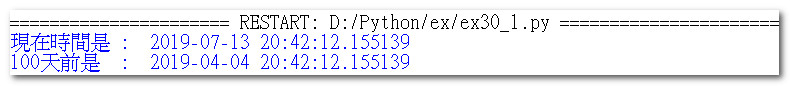 ====================== RESTART: D:/Python/ex/ex30_1.py ======================
現在時間是 :  2019-07-13 20:42:12.155139
100天前是  :  2019-04-04 20:42:12.155139